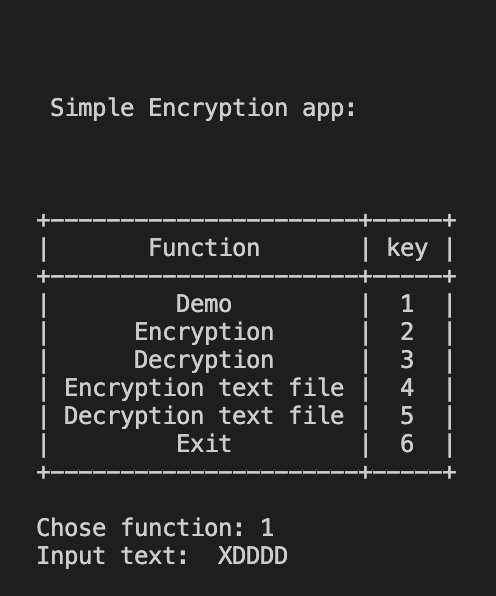 Simple Encryption app:
+----------------------+-----+
|       Function       | key |
+----------------------+-----+
|         Demo         |  1  |
|      Encryption      |  2  |
|      Decryption      |  3  |
| Encryption text file |  4  |
| Decryption text file |  5  |
|         Exit         |  6  |
+----------------------+-----+
Chose function: 1
Input text:  XDDDD